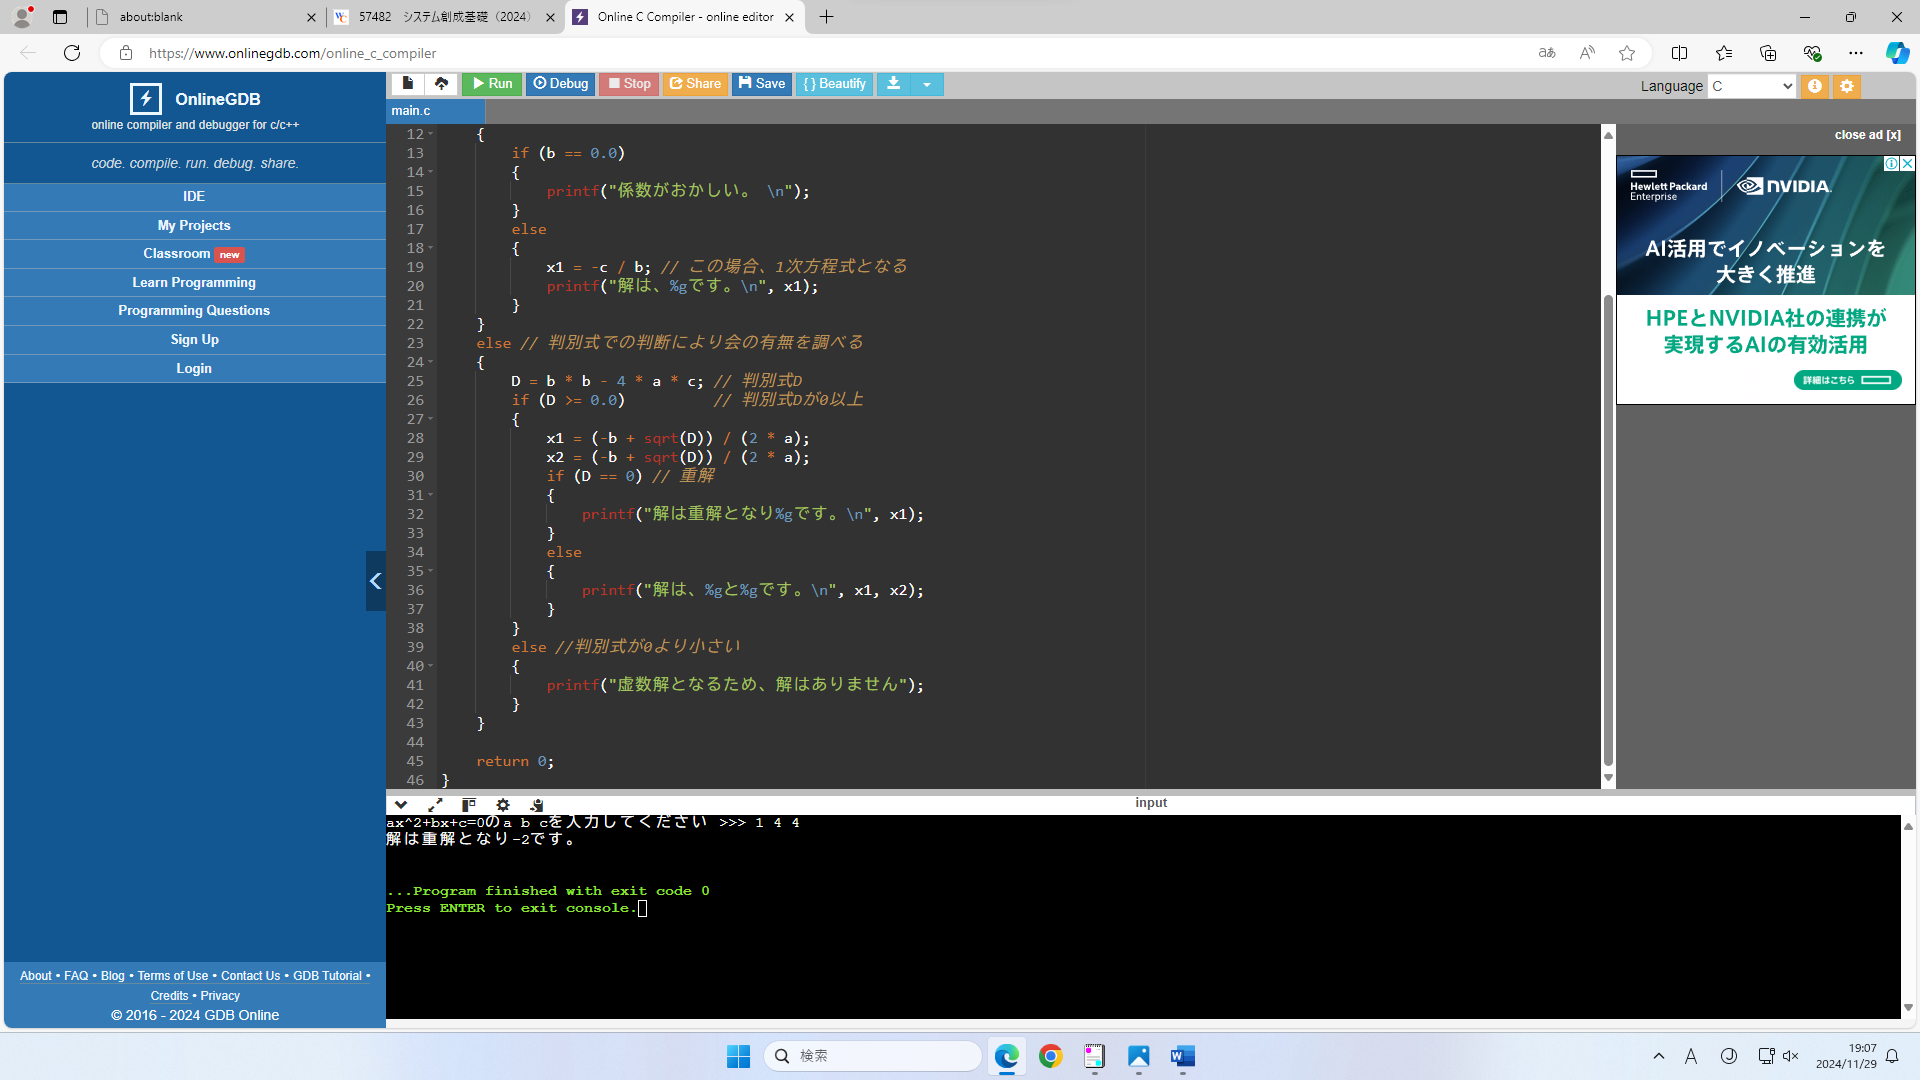 about:blank
57482 システム創成基礎（2024）
Online C Compiler - online editor
https://www.onlinegdb.com/online_c_compiler
OnlineGDB
online compiler and debugger for c/c++
code. compile. run. debug. share.
IDE
My Projects
Classroom new
Learn Programming
Programming Questions
Sign Up
Login
About • FAQ • Blog • Terms of Use • Contact Us • GDB Tutorial •
Credits • Privacy
© 2016 - 2024 GDB Online
Run Debug Stop Share Save { } Beautify
Language C
main.c
12 {
13 if (b == 0.0)
14 {
15 printf("係数がおかしい。 \n");
16 }
17 else
18 {
19 x1 = -c / b; // この場合、1次方程式となる
20 printf("解は、%gです。\n", x1);
21 }
22 }
23 else // 判別式での判断により会の有無を調べる
24 {
25 D = b * b - 4 * a * c; // 判別式D
26 if (D >= 0.0) // 判別式Dが0以上
27 {
28 x1 = (-b + sqrt(D)) / (2 * a);
29 x2 = (-b + sqrt(D)) / (2 * a);
30 if (D == 0) // 重解
31 {
32 printf("解は重解となり%gです。\n", x1);
33 }
34 else
35 {
36 printf("解は、%gと%gです。\n", x1, x2);
37 }
38 }
39 else //判別式が0より小さい
40 {
41 printf("虚数解となるため、解はありません");
42 }
43 }
44
45 return 0;
46 }
close ad [x]
Hewlett Packard
Enterprise
NVIDIA.
AI活用でイノベーションを
大きく推進
HPEとNVIDIA社の連携が
実現するAIの有効活用
詳細はこちら
input
ax^2+bx+c=0のa b cを入力してください >>> 1 4 4
解は重解となり-2です。
...Program finished with exit code 0
Press ENTER to exit console.
検索
A
19:07
2024/11/29